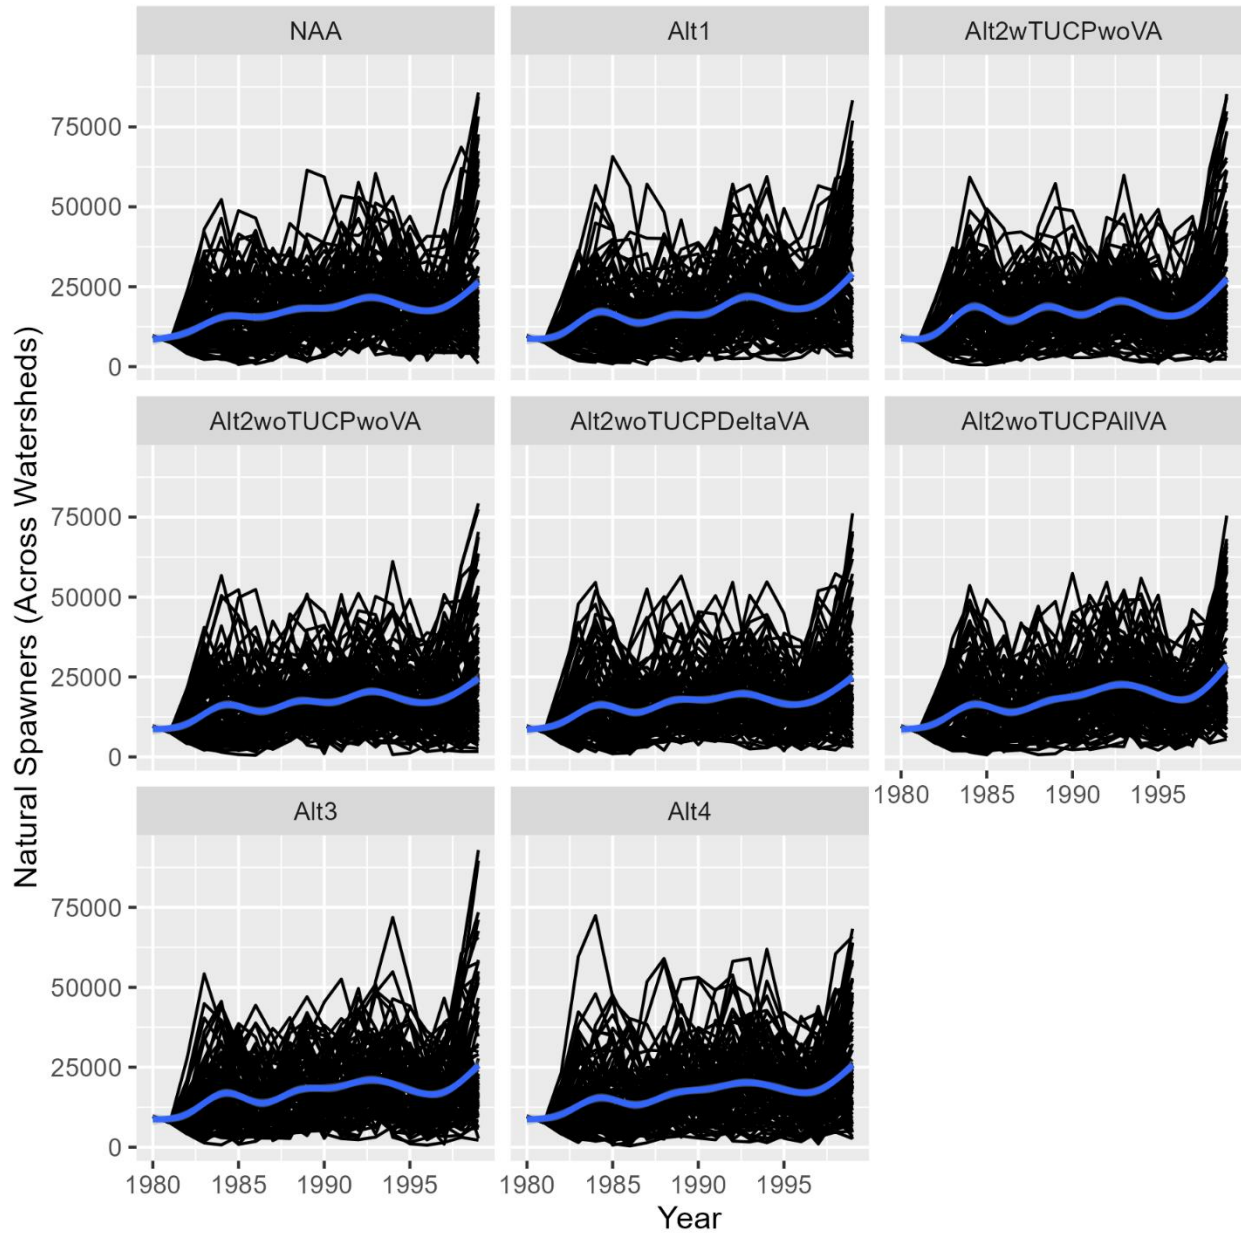 NAA Alt1 Alt2wTUCPwoVA
75000
50000
25000
0
Alt2woTUCPwoVA Alt2woTUCPDeltaVA Alt2woTUCPAllVA
75000
50000
25000
0
1980 1985 1990 1995
Alt3 Alt4
75000
50000
25000
0
1980 1985 1990 1995 1980 1985 1990 1995
Year
Natural Spawners (Across Watersheds)